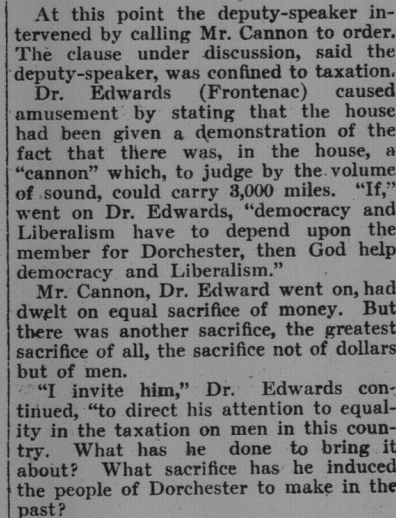 At this point the deputy-speaker in-
tervened by calling Mr. Cannon to order.
The clause under discussion, said the
deputy-speaker, was confined to taxation.
Dr. Edwards (Frontenac) caused
amusement by stating that the house
had been given a demonstration of the
fact that there was, in the house, a
"cannon" which, to judge by the volume
of sound, could carry 3,000 miles. "If,"
went on Dr. Edwards, "democracy and
Liberalism have to depend upon the
member for Dorchester, then God help
democracy and Liberalism."
Mr. Cannon, Dr. Edward went on, had
dwelt on equal sacrifice of money. But
there was another sacrifice, the greatest
sacrifice of all, the sacrifice not of dollars
but of men.
"I invite him," Dr. Edwards con-
tinued, "to direct his attention to equal-
ity in the taxation on men in this coun-
try. What has he done to bring it
about? What sacrifice has he induced
the people of Dorchester to make in the
past?